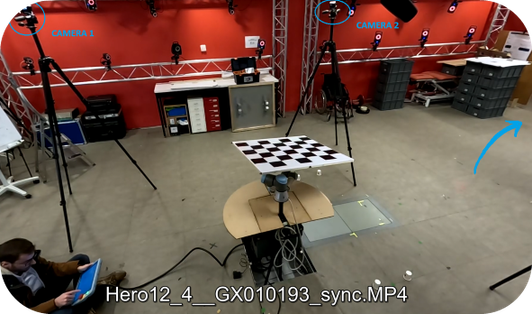 CAMERA 1
CAMERA 2
Hero12_4__GX010193_sync.MP4